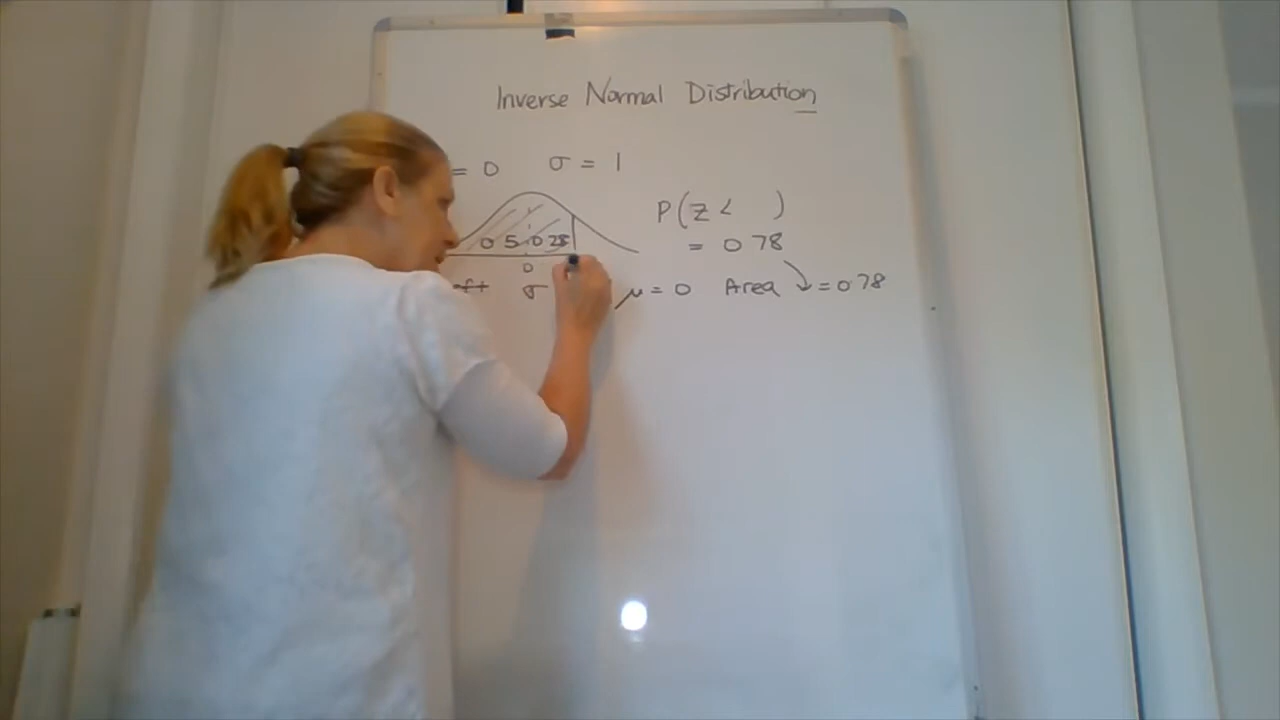 Inverse Normal Distribution
= 0 σ = 1
P(Z < )
0.5 0.28 = 0.78
0
σ μ = 0 Area = 0.78